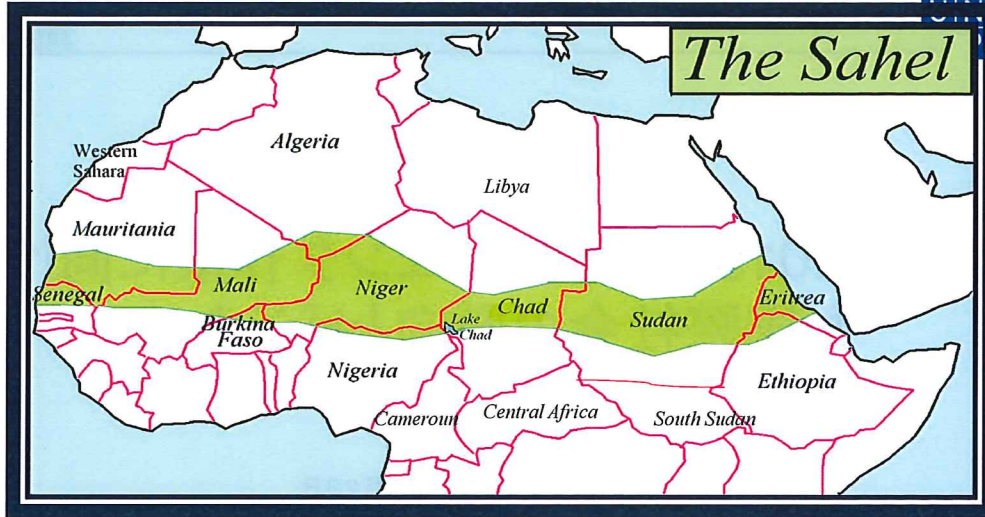 The Sahel
Algeria
Western
Sahara
Libya
Mauritania
Mali
Niger
Senegal
Chad
Eritrea
Sudan
Burkina
Faso
Lake
Chad
Nigeria
Ethiopia
Cameroun
Central Africa
South Sudan